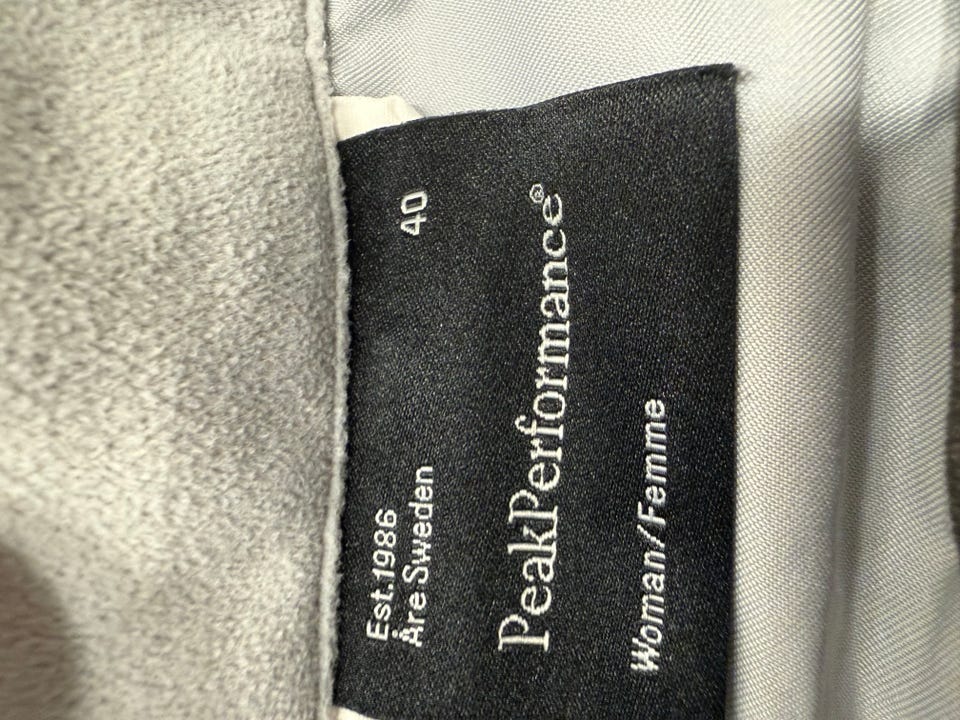 Est.1986
Åre Sweden 40
PeakPerformance®
Woman/Femme